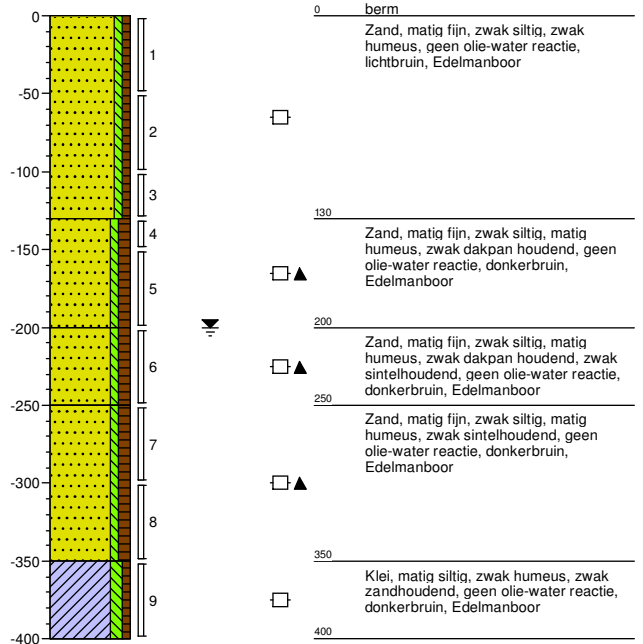 0
-50
-100
-150
-200
-250
-300
-350
-400
1
2
3
4
5
6
7
8
9
0
berm
Zand, matig fijn, zwak siltig, zwak
humeus, geen olie-water reactie,
lichtbruin, Edelmanboor
130
Zand, matig fijn, zwak siltig, matig
humeus, zwak dakpan houdend, geen
olie-water reactie, donkerbruin,
Edelmanboor
200
Zand, matig fijn, zwak siltig, matig
humeus, zwak dakpan houdend, zwak
sintelhoudend, geen olie-water reactie,
donkerbruin, Edelmanboor
250
Zand, matig fijn, zwak siltig, matig
humeus, zwak sintelhoudend, geen
olie-water reactie, donkerbruin,
Edelmanboor
350
Klei, matig siltig, zwak humeus, zwak
zandhoudend, geen olie-water reactie,
donkerbruin, Edelmanboor
400